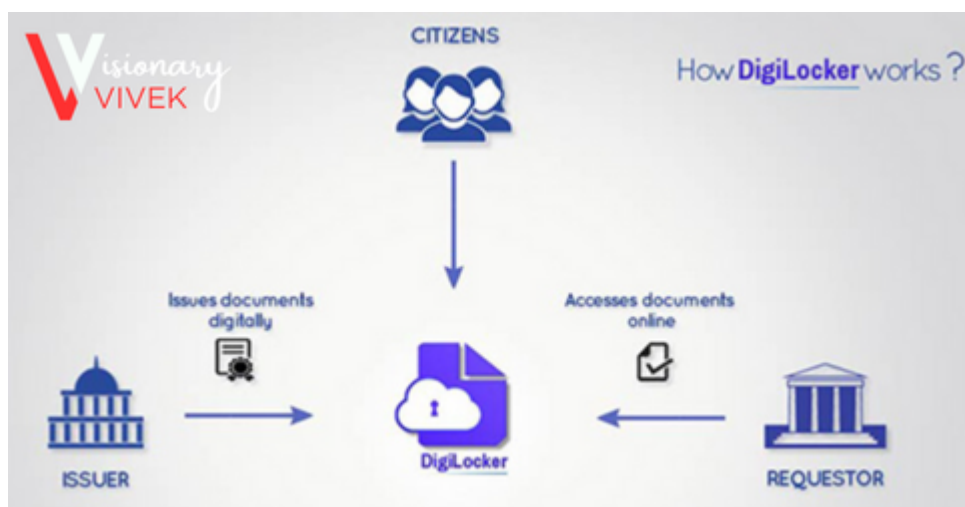 Visionary
VIVEK
CITIZENS
How DigiLocker works ?
Issues documents
digitally
Accesses documents
online
DigiLocker
ISSUER
REQUESTOR